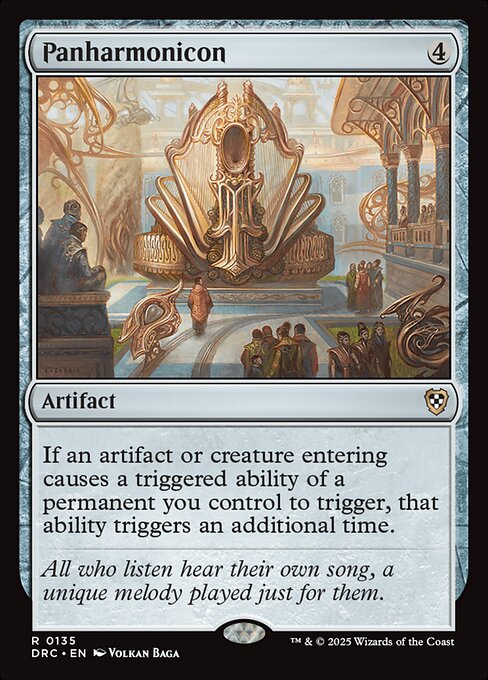 Panharmonicon 4
Artifact
If an artifact or creature entering
causes a triggered ability of a
permanent you control to trigger, that
ability triggers an additional time.
All who listen hear their own song, a
unique melody played just for them.
R 0135
DRC • EN Volkan Baga
™ & © 2025 Wizards of the Coast